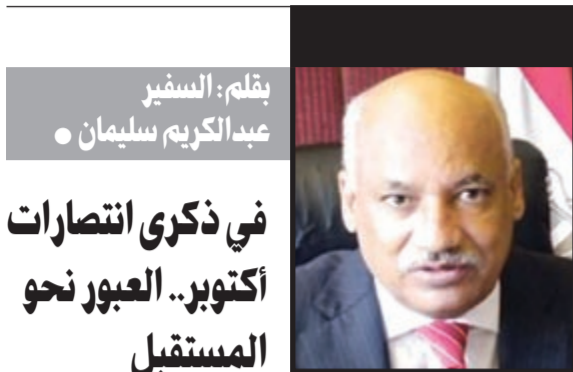 بقلم: السفير
عبدالكريم سليمان ●
في ذكرى انتصارات
أكتوبر.. العبور نحو
المستقبل